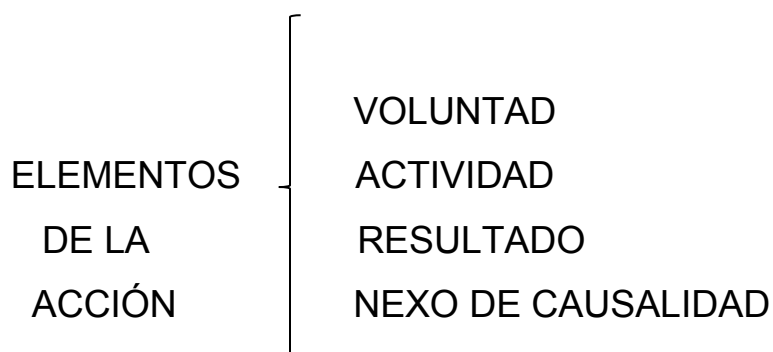 VOLUNTAD
ELEMENTOS ACTIVIDAD
DE LA RESULTADO
ACCIÓN NEXO DE CAUSALIDAD